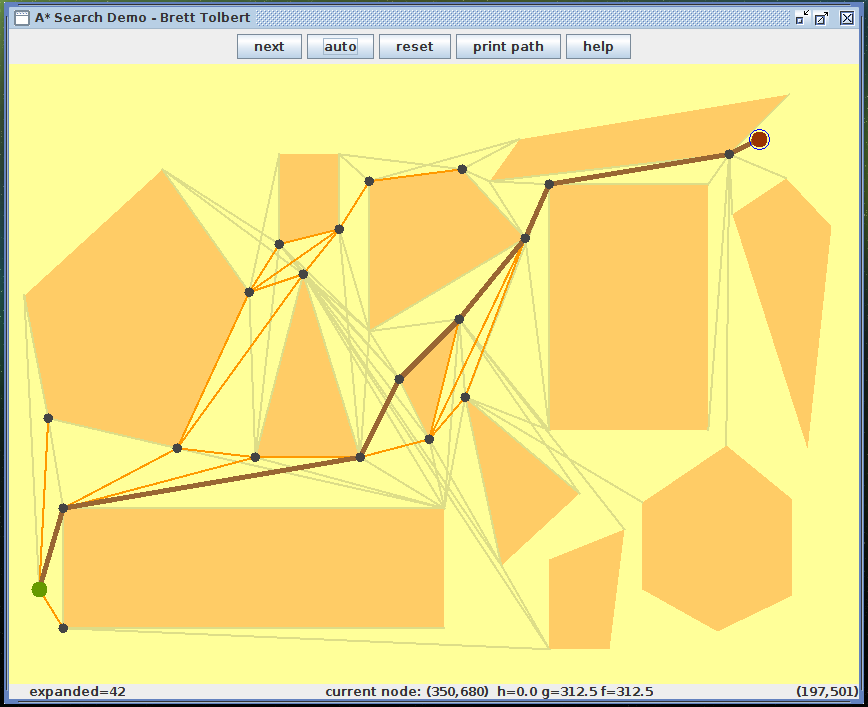 A* Search Demo - Brett Tolbert
next auto reset print path help
expanded=42 current node: (350,680) h=0.0 g=312.5 f=312.5 (197,501)